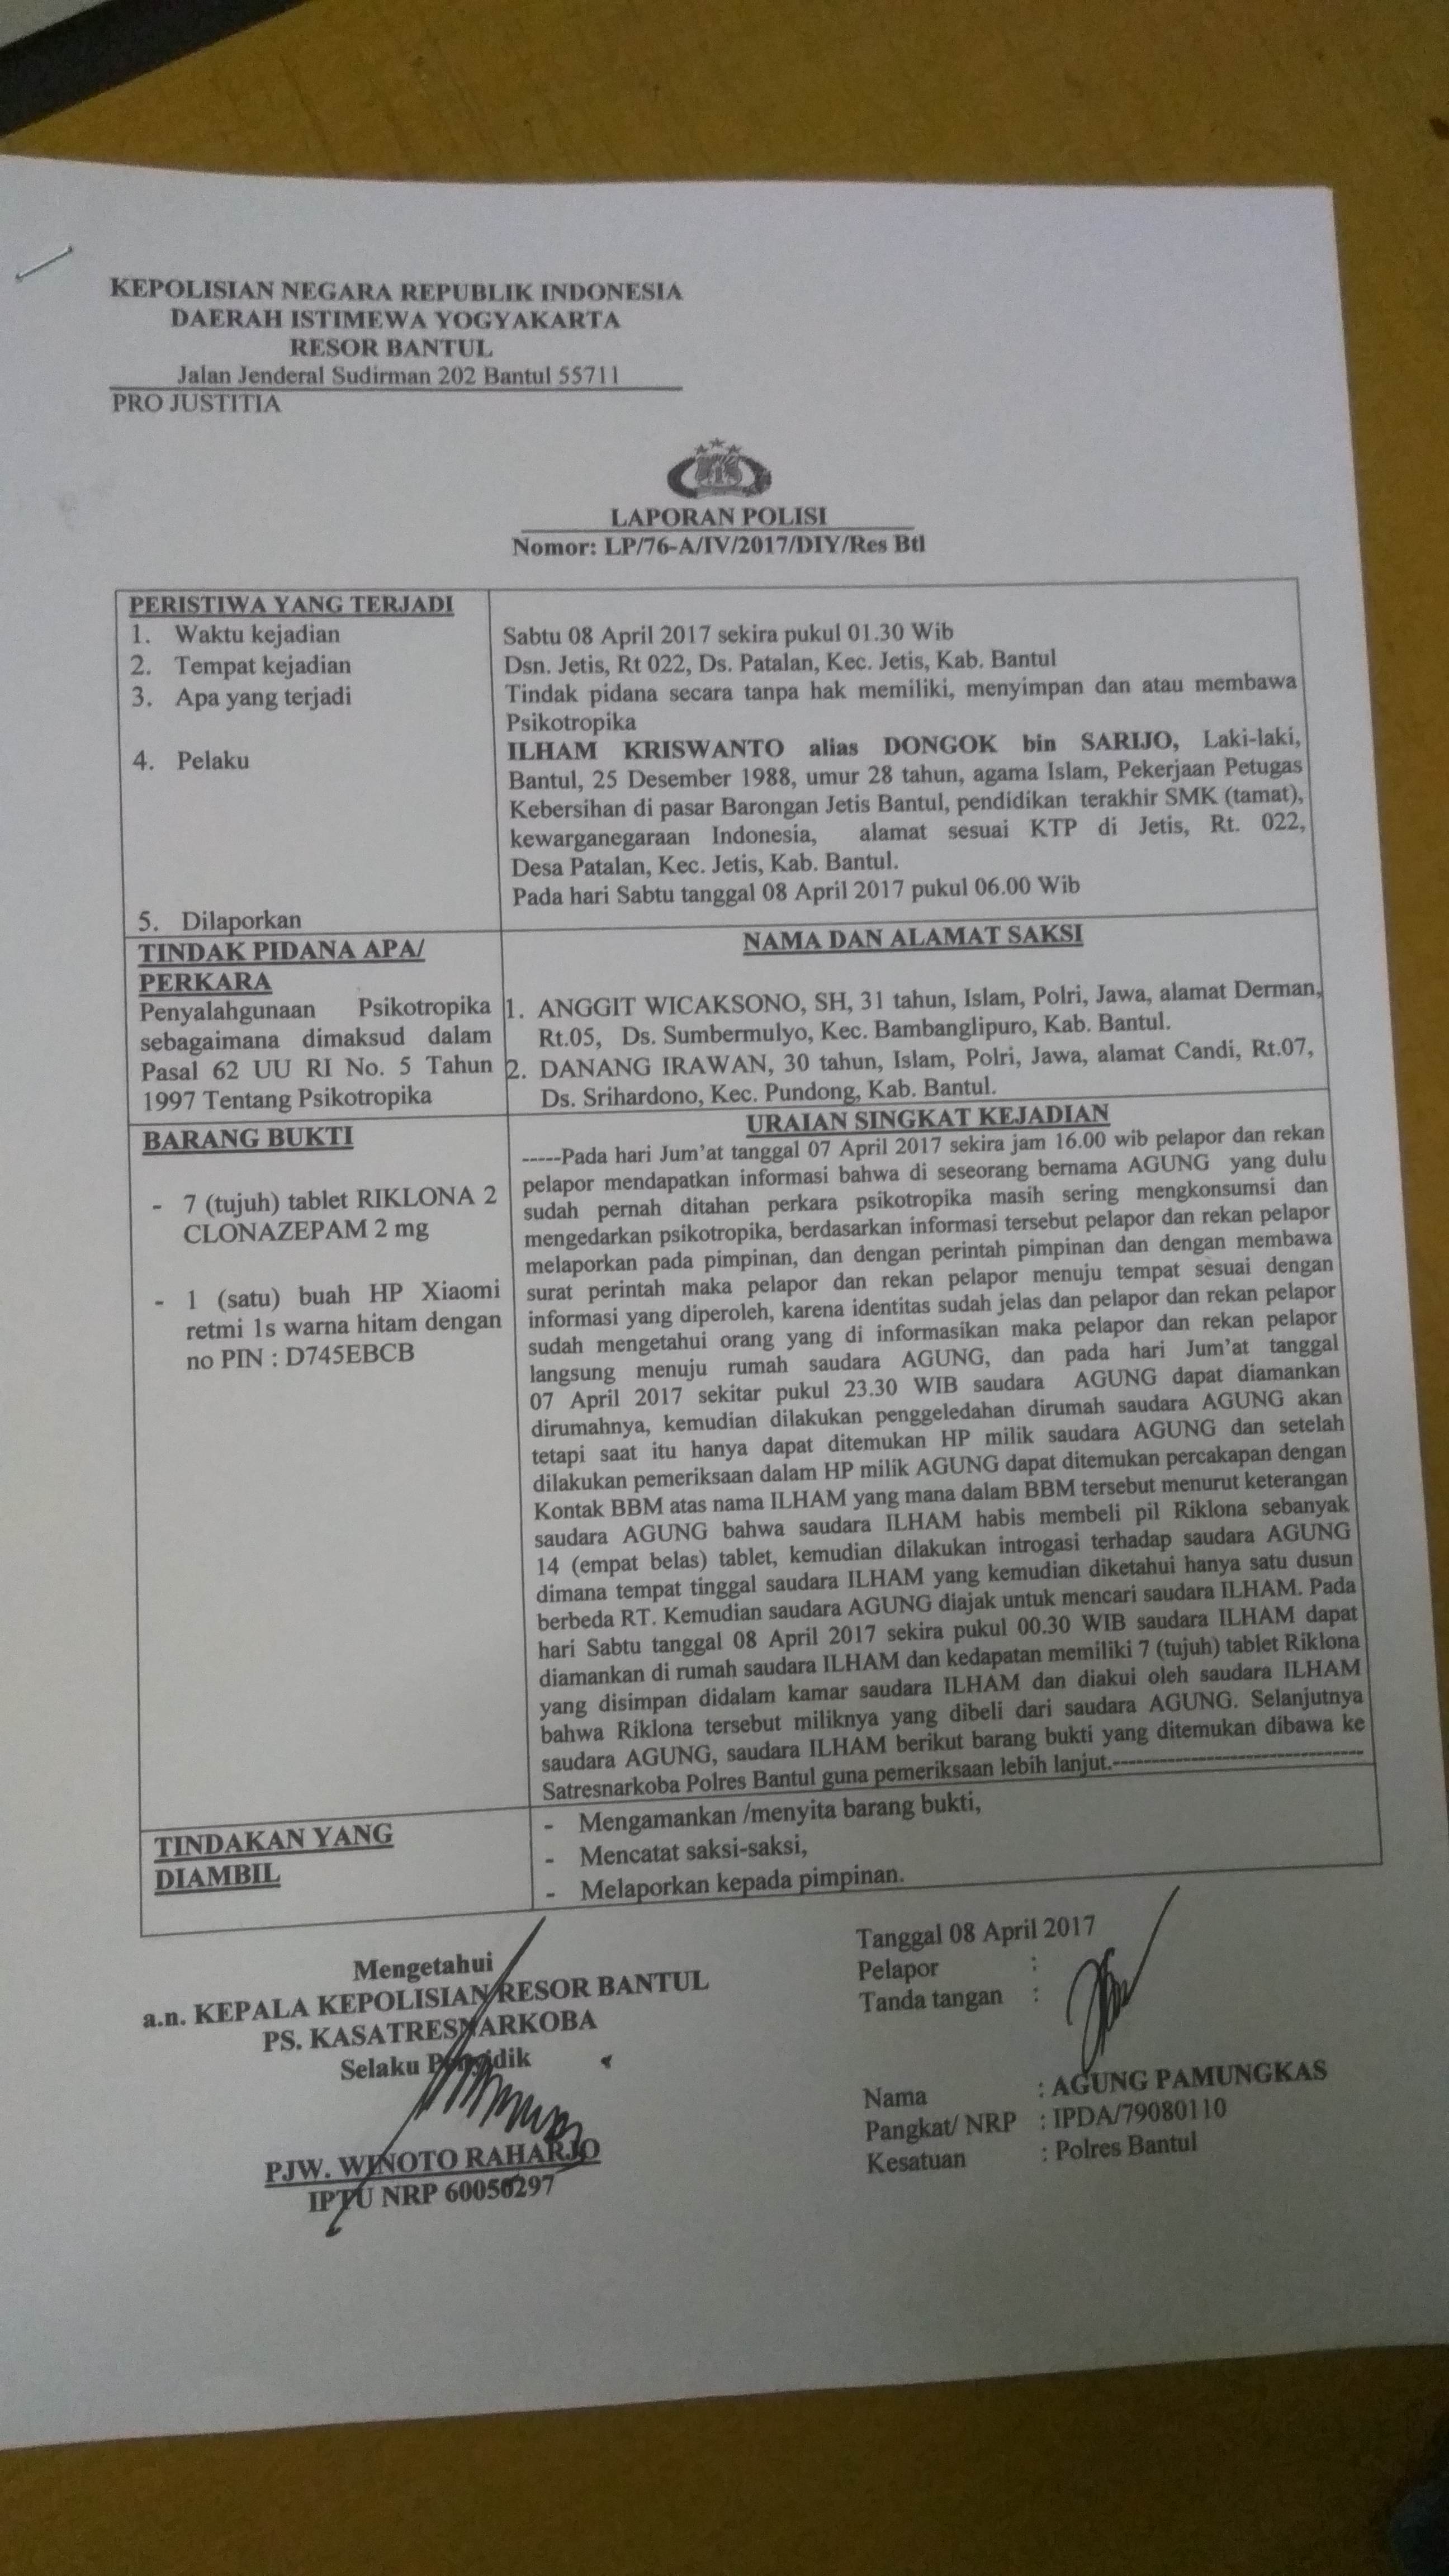 KEPOLISIAN NEGARA REPUBLIK INDONESIA
DAERAH ISTIMEWA YOGYAKARTA
RESOR BANTUL
Jalan Jenderal Sudirman 202 Bantul 55711
PRO JUSTITIA
LAPORAN POLISI
Nomor: LP/76-A/IV/2017/DIY/Res Btl
PERISTIWA YANG TERJADI
1. Waktu kejadian
Sabtu 08 April 2017 sekira pukul 01.30 Wib
2. Tempat kejadian
Dsn. Jetis, Rt 022, Ds. Patalan, Kec. Jetis, Kab. Bantul
3. Apa yang terjadi
Tindak pidana secara tanpa hak memiliki, menyimpan dan atau membawa
Psikotropika
4. Pelaku
ILHAM KRISWANTO alias DONGOK bin SARIJO, Laki-laki,
Bantul, 25 Desember 1988, umur 28 tahun, agama Islam, Pekerjaan Petugas
Kebersihan di pasar Barongan Jetis Bantul, pendidikan terakhir SMK (tamat),
kewarganegaraan Indonesia, alamat sesuai KTP di Jetis, Rt. 022,
Desa Patalan, Kec. Jetis, Kab. Bantul.
5. Dilaporkan
Pada hari Sabtu tanggal 08 April 2017 pukul 06.00 Wib
TINDAK PIDANA APA/
PERKARA
Penyalahgunaan Psikotropika
sebagaimana dimaksud dalam
Pasal 62 UU RI No. 5 Tahun
1997 Tentang Psikotropika
NAMA DAN ALAMAT SAKSI
1. ANGGIT WICAKSONO, SH, 31 tahun, Islam, Polri, Jawa, alamat Derman,
Rt.05, Ds. Sumbermulyo, Kec. Bambanglipuro, Kab. Bantul.
2. DANANG IRAWAN, 30 tahun, Islam, Polri, Jawa, alamat Candi, Rt.07,
Ds. Srihardono, Kec. Pundong, Kab. Bantul.
BARANG BUKTI
- 7 (tujuh) tablet RIKLONA 2
CLONAZEPAM 2 mg
- 1 (satu) buah HP Xiaomi
retmi 1s warna hitam dengan
no PIN : D745EBCB
URAIAN SINGKAT KEJADIAN
-----Pada hari Jum'at tanggal 07 April 2017 sekira jam 16.00 wib pelapor dan rekan
pelapor mendapatkan informasi bahwa di seseorang bernama AGUNG yang dulu
sudah pernah ditahan perkara psikotropika masih sering mengkonsumsi dan
mengedarkan psikotropika, berdasarkan informasi tersebut pelapor dan rekan pelapor
melaporkan pada pimpinan, dan dengan perintah pimpinan dan dengan membawa
surat perintah maka pelapor dan rekan pelapor menuju tempat sesuai dengan
informasi yang diperoleh, karena identitas sudah jelas dan pelapor dan rekan pelapor
sudah mengetahui orang yang di informasikan maka pelapor dan rekan pelapor
langsung menuju rumah saudara AGUNG, dan pada hari Jum'at tanggal
07 April 2017 sekitar pukul 23.30 WIB saudara AGUNG dapat diamankan
dirumahnya, kemudian dilakukan penggeledahan dirumah saudara AGUNG akan
tetapi saat itu hanya dapat ditemukan HP milik saudara AGUNG dan setelah
dilakukan pemeriksaan dalam HP milik AGUNG dapat ditemukan percakapan dengan
Kontak BBM atas nama ILHAM yang mana dalam BBM tersebut menurut keterangan
saudara AGUNG bahwa saudara ILHAM habis membeli pil Riklona sebanyak
14 (empat belas) tablet, kemudian dilakukan introgasi terhadap saudara AGUNG
dimana tempat tinggal saudara ILHAM yang kemudian diketahui hanya satu dusun
berbeda RT. Kemudian saudara AGUNG diajak untuk mencari saudara ILHAM. Pada
hari Sabtu tanggal 08 April 2017 sekira pukul 00.30 WIB saudara ILHAM dapat
diamankan di rumah saudara ILHAM dan kedapatan memiliki 7 (tujuh) tablet Riklona
yang disimpan didalam kamar saudara ILHAM dan diakui oleh saudara ILHAM
bahwa Riklona tersebut miliknya yang dibeli dari saudara AGUNG. Selanjutnya
saudara AGUNG, saudara ILHAM berikut barang bukti yang ditemukan dibawa ke
Satresnarkoba Polres Bantul guna pemeriksaan lebih lanjut.--------------------------------
TINDAKAN YANG
DIAMBIL
- Mengamankan /menyita barang bukti,
- Mencatat saksi-saksi,
- Melaporkan kepada pimpinan.
Mengetahui
a.n. KEPALA KEPOLISIAN RESOR BANTUL
PS. KASATRESNARKOBA
Selaku Penyidik
PJW. WINOTO RAHARJO
IPTU NRP 60050297
Tanggal 08 April 2017
Pelapor :
Tanda tangan :
Nama : AGUNG PAMUNGKAS
Pangkat/ NRP : IPDA/79080110
Kesatuan : Polres Bantul